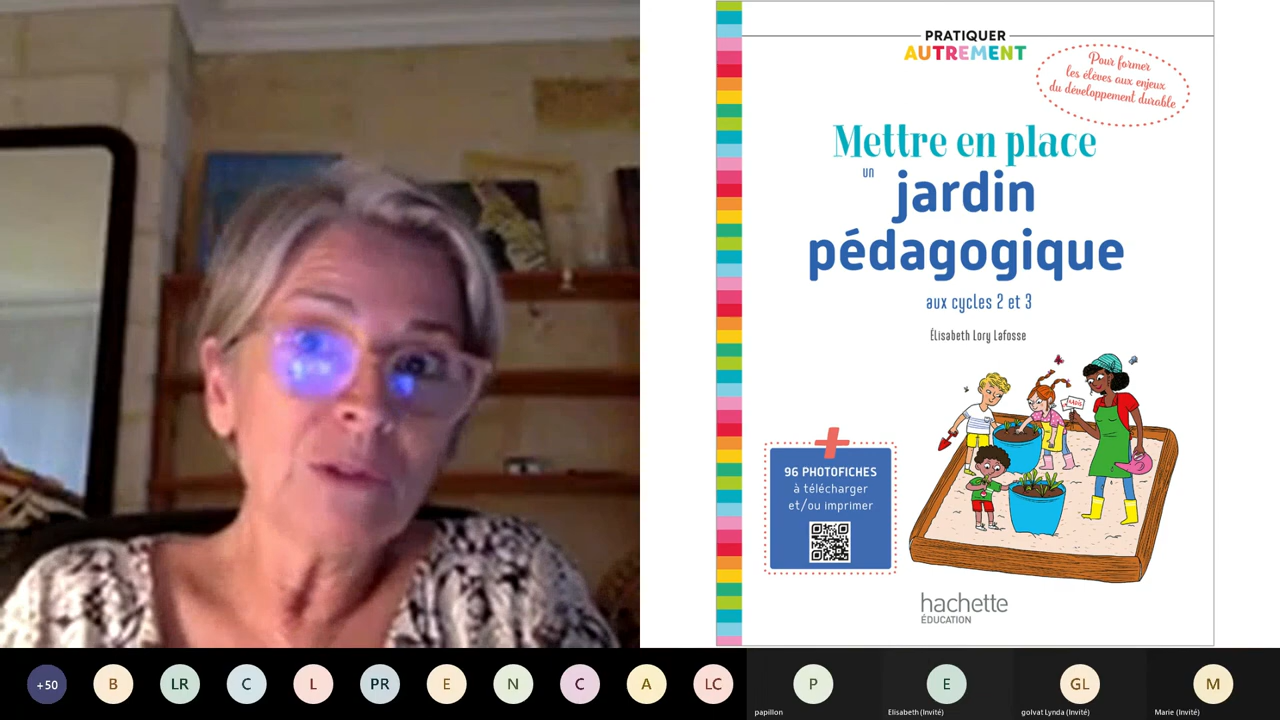 PRATIQUER
AUTREMENT
Pour former
les élèves aux enjeux
du développement durable
Mettre en place
un
jardin
pédagogique
aux cycles 2 et 3
Élisabeth Lory Lafosse
RADIS
96 PHOTOFICHES
à télécharger
et/ou imprimer
hachette
ÉDUCATION
+50
B
LR
C
L
PR
E
N
C
A
LC
P
E
GL
M
papillon
Elisabeth (Invité)
golvat Lynda (Invité)
Marie (Invité)